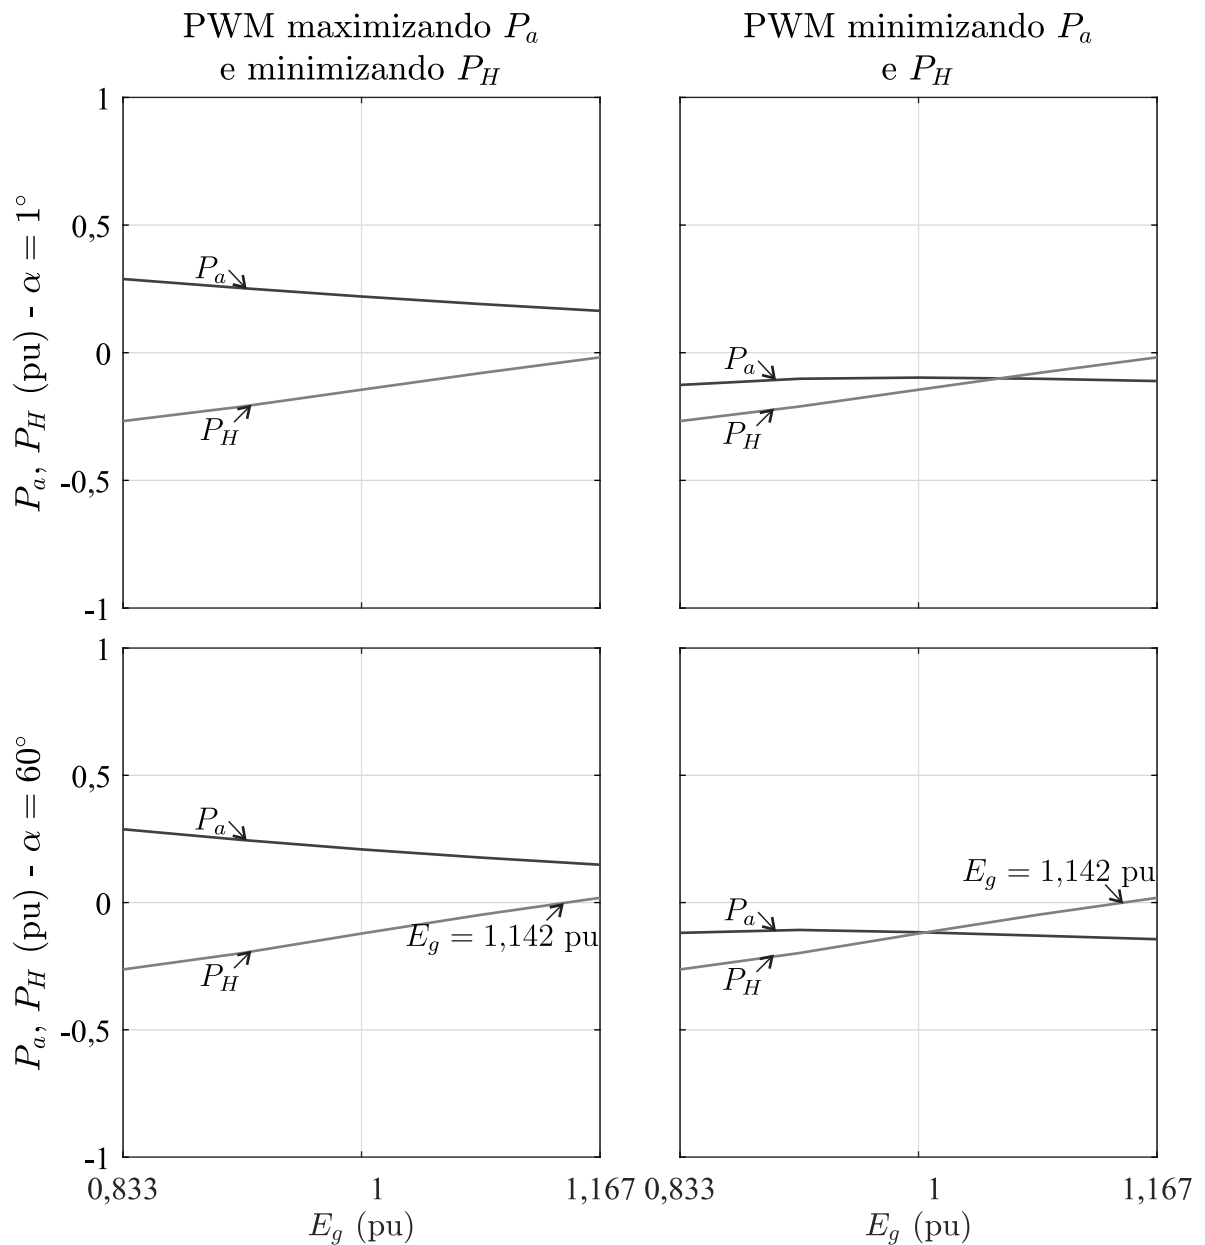 PWM maximizando P_a
e minimizando P_H
PWM minimizando P_a
e P_H
P_a, P_H (pu) - α = 1°
1
0,5
0
-0,5
-1
P_a
P_H
P_a
P_H
P_a, P_H (pu) - α = 60°
1
0,5
0
-0,5
-1
P_a
E_g = 1,142 pu
P_H
E_g = 1,142 pu
P_a
P_H
0,833 1 1,167
0,833 1 1,167
E_g (pu)
E_g (pu)